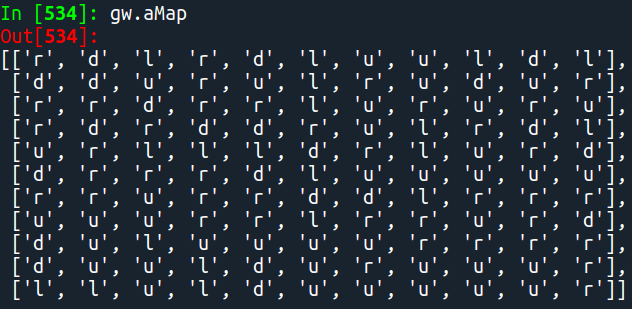 In [534]: gw.aMap
Out[534]:
[['r', 'd', 'l', 'r', 'd', 'l', 'u', 'u', 'l', 'd', 'l'],
['d', 'd', 'u', 'r', 'u', 'l', 'r', 'u', 'd', 'u', 'r'],
['r', 'r', 'd', 'r', 'r', 'l', 'u', 'r', 'u', 'r', 'u'],
['r', 'd', 'r', 'd', 'd', 'r', 'u', 'l', 'r', 'd', 'l'],
['u', 'r', 'l', 'l', 'l', 'd', 'r', 'l', 'u', 'r', 'd'],
['d', 'r', 'r', 'r', 'd', 'l', 'u', 'u', 'u', 'u', 'u'],
['r', 'r', 'u', 'r', 'r', 'd', 'd', 'l', 'r', 'r', 'r'],
['u', 'u', 'u', 'r', 'r', 'l', 'r', 'r', 'u', 'r', 'd'],
['d', 'u', 'l', 'u', 'u', 'u', 'u', 'r', 'r', 'r', 'r'],
['d', 'u', 'u', 'l', 'd', 'u', 'r', 'u', 'u', 'u', 'r'],
['l', 'l', 'u', 'l', 'd', 'u', 'u', 'u', 'u', 'u', 'r']]